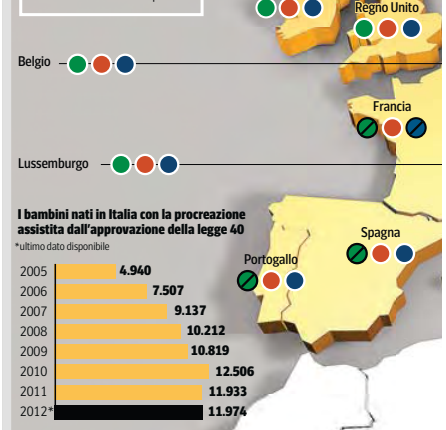 Regno Unito
Belgio
Francia
Lussemburgo
I bambini nati in Italia con la procreazione
assistita dall'approvazione della legge 40
*ultimo dato disponibile
Spagna
Portogallo
2005 4.940
2006 7.507
2007 9.137
2008 10.212
2009 10.819
2010 12.506
2011 11.933
2012* 11.974